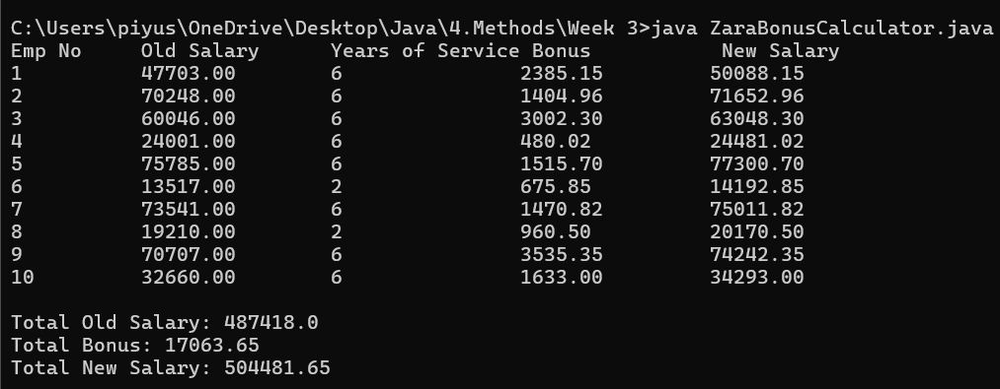 C:\Users\piyus\OneDrive\Desktop\Java\4.Methods\Week 3>java ZaraBonusCalculator.java
Emp No Old Salary Years of Service Bonus New Salary
1 47703.00 6 2385.15 50088.15
2 70248.00 6 1404.96 71652.96
3 60046.00 6 3002.30 63048.30
4 24001.00 6 480.02 24481.02
5 75785.00 6 1515.70 77300.70
6 13517.00 2 675.85 14192.85
7 73541.00 6 1470.82 75011.82
8 19210.00 2 960.50 20170.50
9 70707.00 6 3535.35 74242.35
10 32660.00 6 1633.00 34293.00
Total Old Salary: 487418.0
Total Bonus: 17063.65
Total New Salary: 504481.65